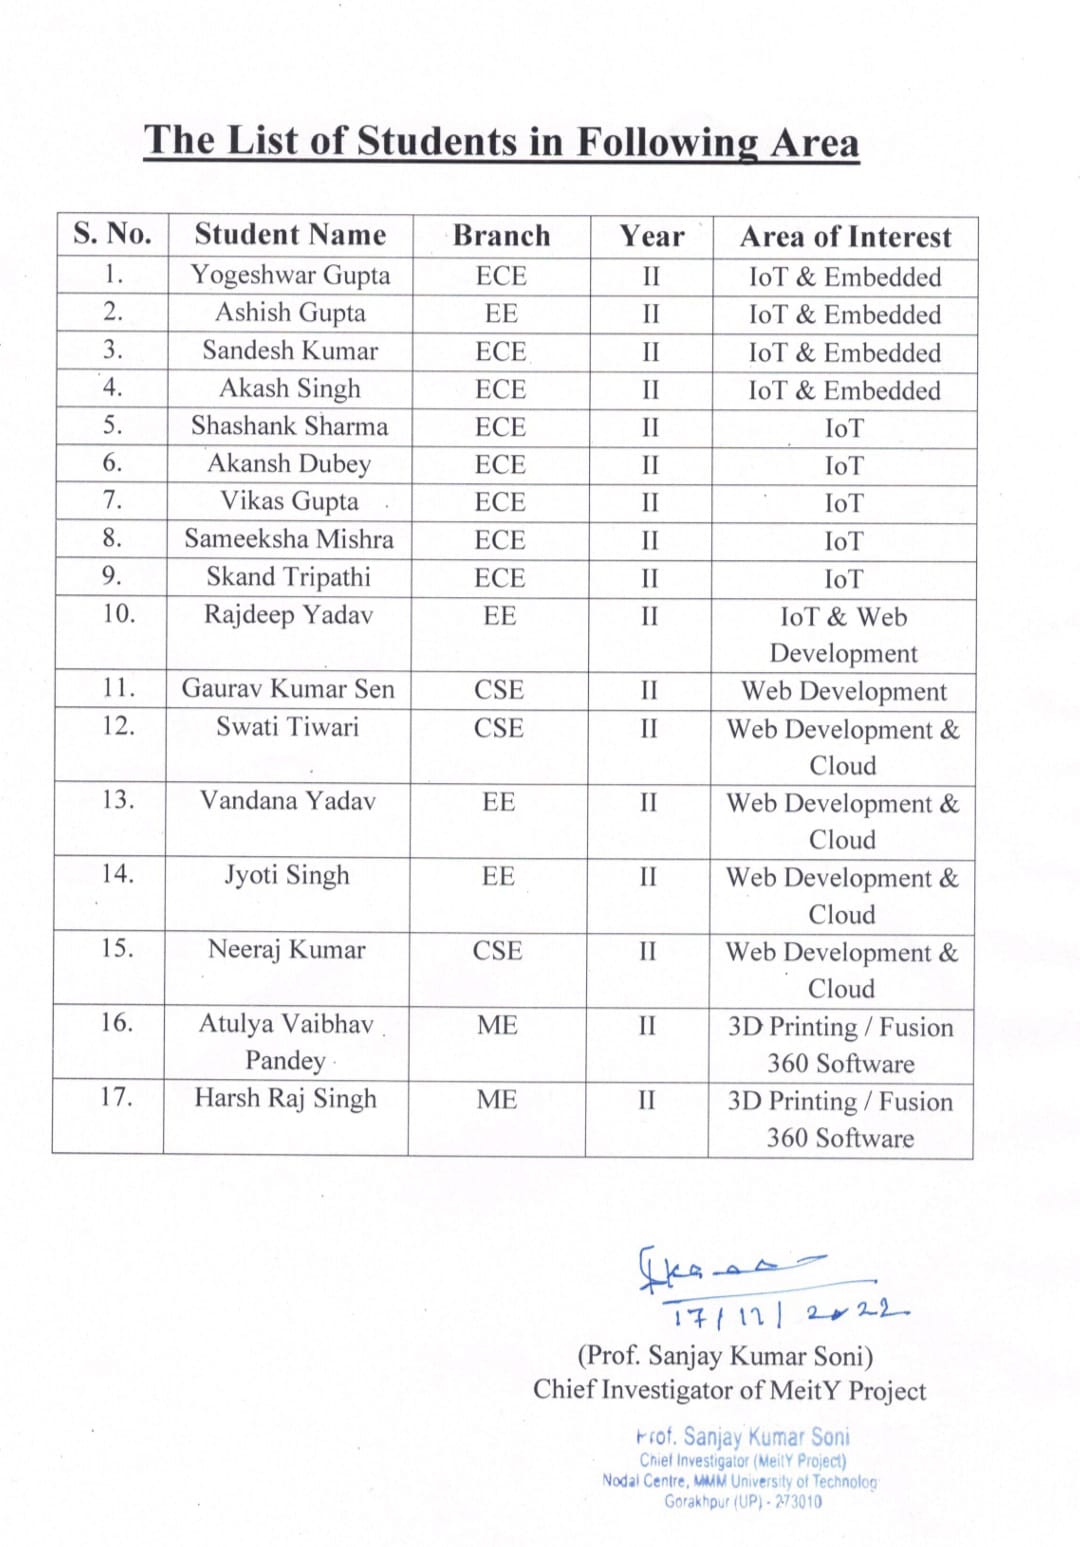 The List of Students in Following Area
S. No. Student Name Branch Year Area of Interest
1. Yogeshwar Gupta ECE II IoT & Embedded
2. Ashish Gupta EE II IoT & Embedded
3. Sandesh Kumar ECE II IoT & Embedded
4. Akash Singh ECE II IoT & Embedded
5. Shashank Sharma ECE II IoT
6. Akansh Dubey ECE II IoT
7. Vikas Gupta ECE II IoT
8. Sameeksha Mishra ECE II IoT
9. Skand Tripathi ECE II IoT
10. Rajdeep Yadav EE II IoT & Web
Development
11. Gaurav Kumar Sen CSE II Web Development
12. Swati Tiwari CSE II Web Development &
Cloud
13. Vandana Yadav EE II Web Development &
Cloud
14. Jyoti Singh EE II Web Development &
Cloud
15. Neeraj Kumar CSE II Web Development &
Cloud
16. Atulya Vaibhav ME II 3D Printing / Fusion
Pandey 360 Software
17. Harsh Raj Singh ME II 3D Printing / Fusion
360 Software
17/12/2022
(Prof. Sanjay Kumar Soni)
Chief Investigator of MeitY Project
Prof. Sanjay Kumar Soni
Chief Investigator (MeitY Project)
Nodal Centre, MMM University of Technolog
Gorakhpur (UP) - 273010